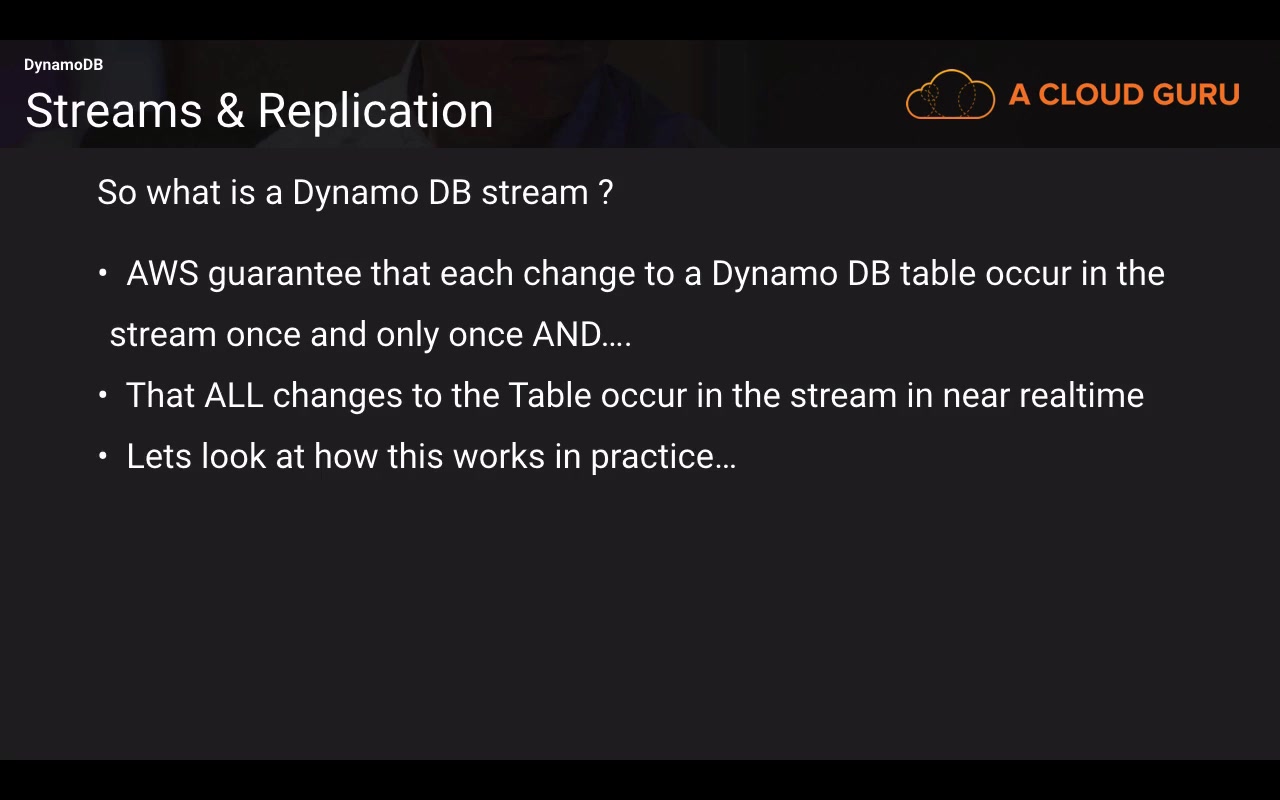 DynamoDB
Streams & Replication
A CLOUD GURU
So what is a Dynamo DB stream ?
• AWS guarantee that each change to a Dynamo DB table occur in the
stream once and only once AND....
• That ALL changes to the Table occur in the stream in near realtime
• Lets look at how this works in practice...